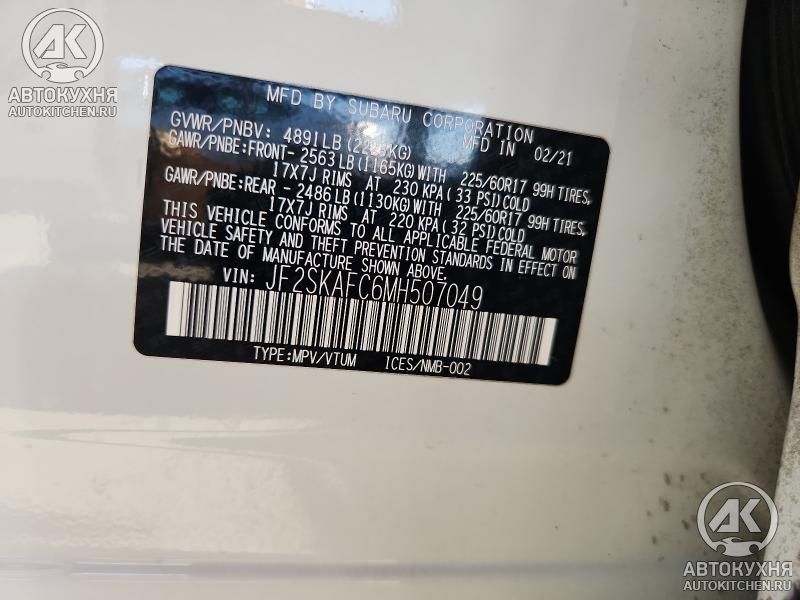 АК
АВТОКУХНЯ
AUTOKITCHEN.RU
MFD BY SUBARU CORPORATION
GVWR/PNBV: 4891LB MFD IN 02/21
GAWR/PNBE:FRONT- 2563LB(1165KG)WITH 225/60R17 99H TIRES,
17X7J RIMS AT 230 KPA(33 PSI)COLD
GAWR/PNBE:REAR - 2486LB(1130KG)WITH 225/60R17 99H TIRES,
17X7J RIMS AT 220 KPA(32 PSI)COLD
THIS VEHICLE CONFORMS TO ALL APPLICABLE FEDERAL MOTOR
VEHICLE SAFETY AND THEFT PREVENTION STANDARDS IN EFFECT ON
THE DATE OF MANUFACTURE SHOWN ABOVE.
VIN: JF2SKAFC6MH507049
TYPE:MPV/VTUM ICES/NMB-002
АК
АВТОКУХНЯ
AUTOKITCHEN.RU